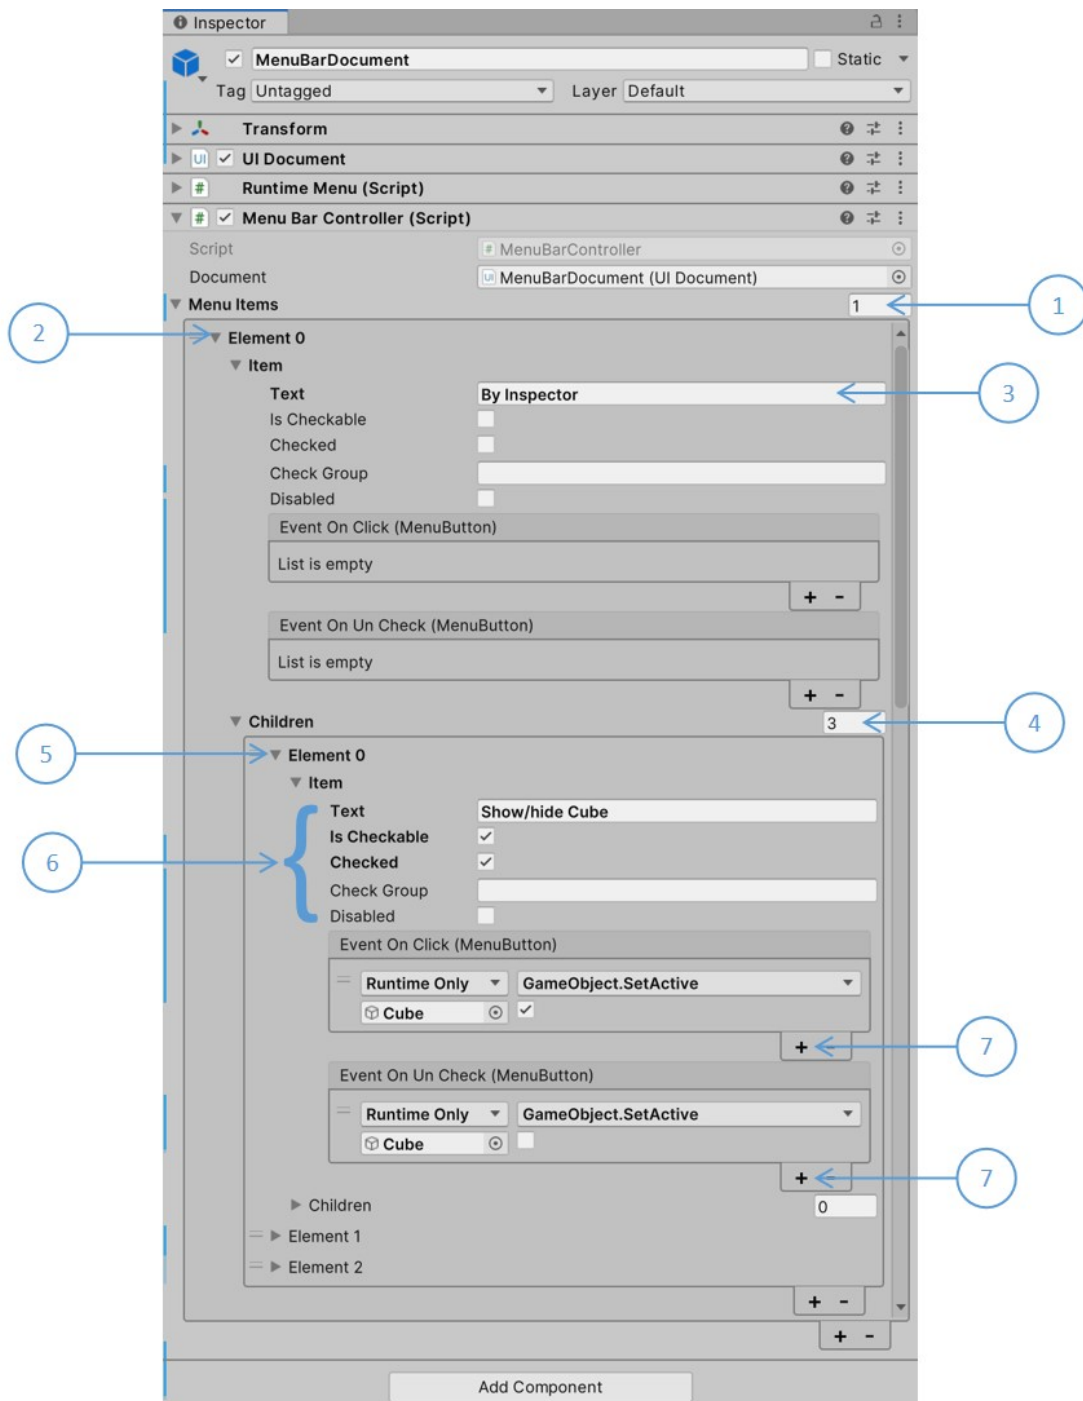 Inspector
MenuBarDocument Static
Tag Untagged Layer Default
Transform
UI Document
Runtime Menu (Script)
Menu Bar Controller (Script)
Script MenuBarController
Document MenuBarDocument (UI Document)
Menu Items 1 1
2 Element 0
Item
Text By Inspector 3
Is Checkable
Checked
Check Group
Disabled
Event On Click (MenuButton)
List is empty
+ -
Event On Un Check (MenuButton)
List is empty
+ -
Children 3 4
5 Element 0
Item
Text Show/hide Cube
Is Checkable
6 Checked
Check Group
Disabled
Event On Click (MenuButton)
Runtime Only GameObject.SetActive
Cube
+ - 7
Event On Un Check (MenuButton)
Runtime Only GameObject.SetActive
Cube
+ - 7
Children 0
Element 1
Element 2
+ -
+ -
Add Component